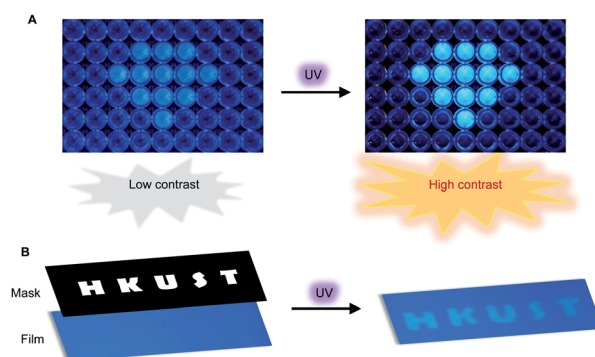 A
UV
Low contrast
High contrast
B
Mask
HKUST
Film
UV
HKUST